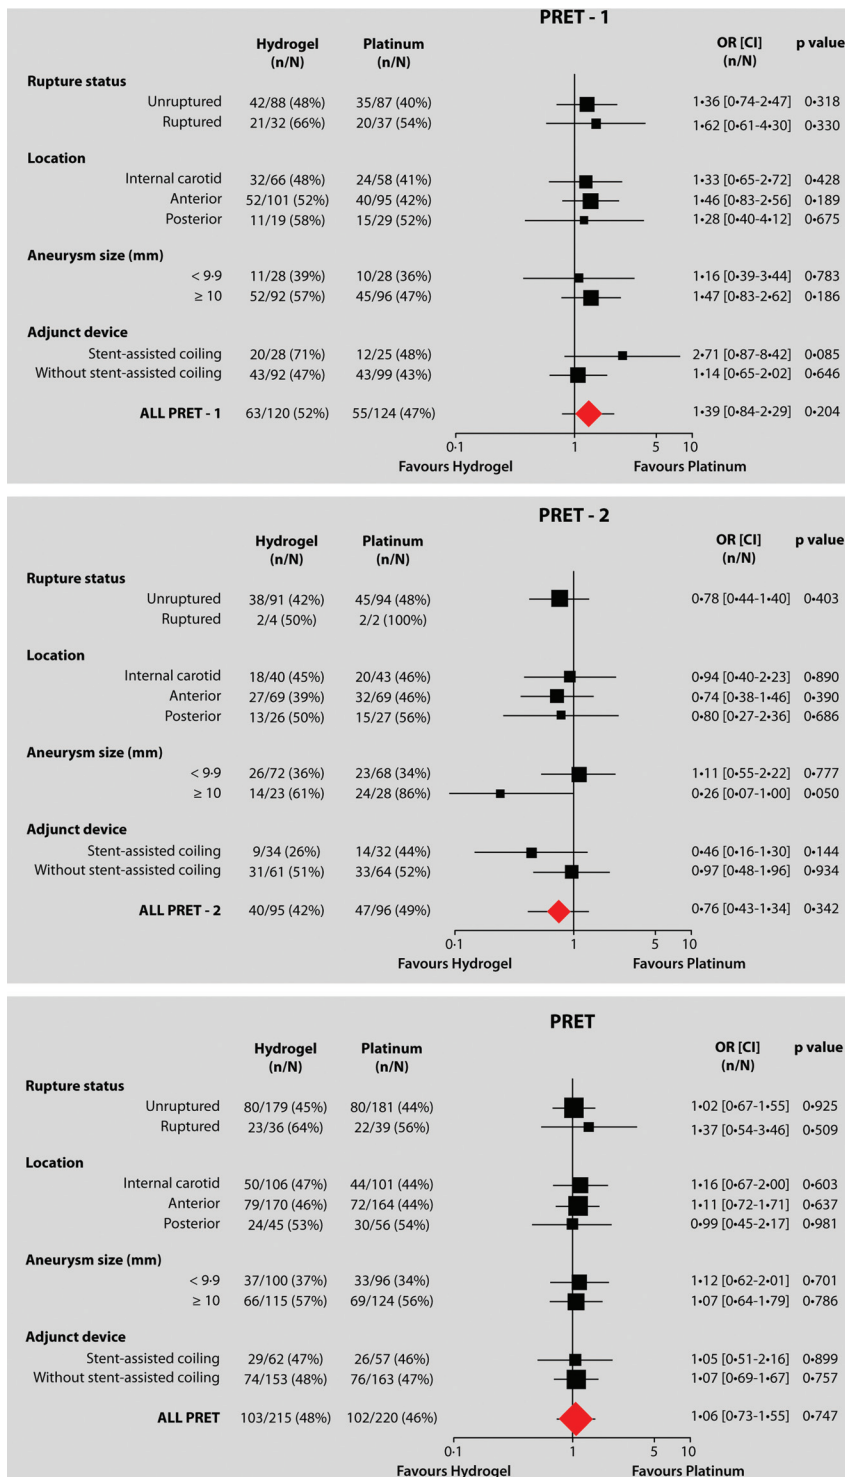 PRET - 1
Hydrogel (n/N) Platinum (n/N) OR [CI] (n/N) p value
Rupture status
Unruptured 42/88 (48%) 35/87 (40%) 1·36 [0·74-2·47] 0·318
Ruptured 21/32 (66%) 20/37 (54%) 1·62 [0·61-4·30] 0·330
Location
Internal carotid 32/66 (48%) 24/58 (41%) 1·33 [0·65-2·72] 0·428
Anterior 52/101 (52%) 40/95 (42%) 1·46 [0·83-2·56] 0·189
Posterior 11/19 (58%) 15/29 (52%) 1·28 [0·40-4·12] 0·675
Aneurysm size (mm)
< 9·9 11/28 (39%) 10/28 (36%) 1·16 [0·39-3·44] 0·783
≥ 10 52/92 (57%) 45/96 (47%) 1·47 [0·83-2·62] 0·186
Adjunct device
Stent-assisted coiling 20/28 (71%) 12/25 (48%) 2·71 [0·87-8·42] 0·085
Without stent-assisted coiling 43/92 (47%) 43/99 (43%) 1·14 [0·65-2·02] 0·646
ALL PRET - 1 63/120 (52%) 55/124 (47%) 1·39 [0·84-2·29] 0·204
0·1 1 5 10
Favours Hydrogel Favours Platinum
PRET - 2
Hydrogel (n/N) Platinum (n/N) OR [CI] (n/N) p value
Rupture status
Unruptured 38/91 (42%) 45/94 (48%) 0·78 [0·44-1·40] 0·403
Ruptured 2/4 (50%) 2/2 (100%)
Location
Internal carotid 18/40 (45%) 20/43 (46%) 0·94 [0·40-2·23] 0·890
Anterior 27/69 (39%) 32/69 (46%) 0·74 [0·38-1·46] 0·390
Posterior 13/26 (50%) 15/27 (56%) 0·80 [0·27-2·36] 0·686
Aneurysm size (mm)
< 9·9 26/72 (36%) 23/68 (34%) 1·11 [0·55-2·22] 0·777
≥ 10 14/23 (61%) 24/28 (86%) 0·26 [0·07-1·00] 0·050
Adjunct device
Stent-assisted coiling 9/34 (26%) 14/32 (44%) 0·46 [0·16-1·30] 0·144
Without stent-assisted coiling 31/61 (51%) 33/64 (52%) 0·97 [0·48-1·96] 0·934
ALL PRET - 2 40/95 (42%) 47/96 (49%) 0·76 [0·43-1·34] 0·342
0·1 1 5 10
Favours Hydrogel Favours Platinum
PRET
Hydrogel (n/N) Platinum (n/N) OR [CI] (n/N) p value
Rupture status
Unruptured 80/179 (45%) 80/181 (44%) 1·02 [0·67-1·55] 0·925
Ruptured 23/36 (64%) 22/39 (56%) 1·37 [0·54-3·46] 0·509
Location
Internal carotid 50/106 (47%) 44/101 (44%) 1·16 [0·67-2·00] 0·603
Anterior 79/170 (46%) 72/164 (44%) 1·11 [0·72-1·71] 0·637
Posterior 24/45 (53%) 30/56 (54%) 0·99 [0·45-2·17] 0·981
Aneurysm size (mm)
< 9·9 37/100 (37%) 33/96 (34%) 1·12 [0·62-2·01] 0·701
≥ 10 66/115 (57%) 69/124 (56%) 1·07 [0·64-1·79] 0·786
Adjunct device
Stent-assisted coiling 29/62 (47%) 26/57 (46%) 1·05 [0·51-2·16] 0·899
Without stent-assisted coiling 74/153 (48%) 76/163 (47%) 1·07 [0·69-1·67] 0·757
ALL PRET 103/215 (48%) 102/220 (46%) 1·06 [0·73-1·55] 0·747
0·1 1 5 10
Favours Hydrogel Favours Platinum